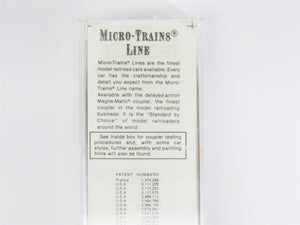 MICRO-TRAINS®
LINE
Micro-Trains® Lines are the finest
model railroad cars available. Every
car has the craftsmanship and
detail you expect from the Micro-
Trains® Line name.
Available with the delayed-action
Magne-Matic® coupler, the finest
coupler in the model railroading
business. It is the "Standard by
Choice" of model railroaders
around the world.
See inside box for coupler testing
procedures and, with some car
styles, further assembly and painting
hints will also be found.
PATENT NUMBERS
France
U.S.A.
U.S.A.
U.S.A.
U.S.A.
U.S.A.
U.S.A.
U.S.A.
U.S.A.
U.S.A.